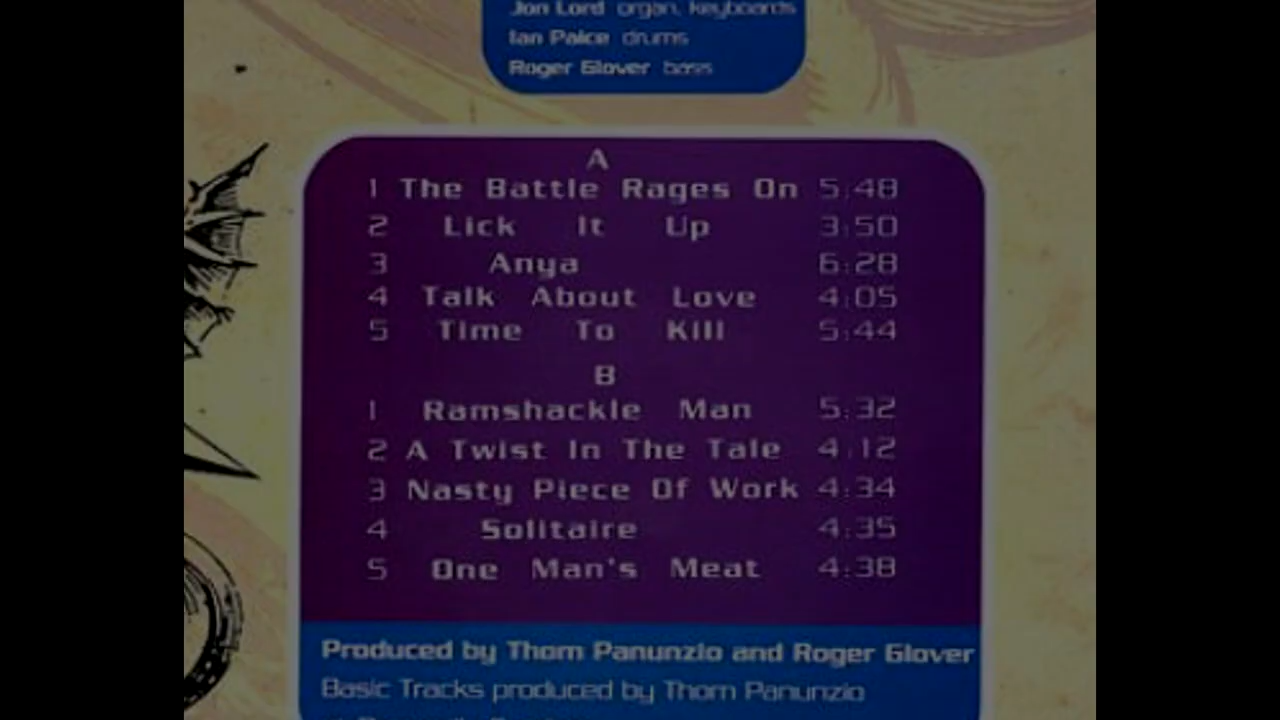 Jon Lord organ, keyboards
Ian Paice drums
Roger Glover bass
A
1 The Battle Rages On 5:48
2 Lick It Up 3:50
3 Anya 6:28
4 Talk About Love 4:05
5 Time To Kill 5:44
B
1 Ramshackle Man 5:32
2 A Twist In The Tale 4:12
3 Nasty Piece Of Work 4:34
4 Solitaire 4:35
5 One Man's Meat 4:38
Produced by Thom Panunzio and Roger Glover
Basic Tracks produced by Thom Panunzio